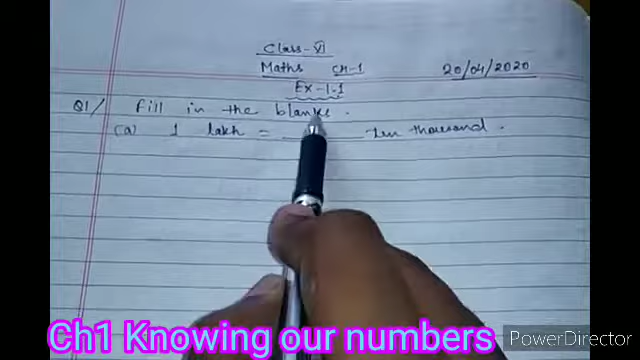 Class-VI
Maths Ch-1 20/04/2020
Ex-1.1
Q1/ Fill in the blanks.
(a) 1 lakh = ______ Ten thousand.
Ch1 Knowing our numbers
PowerDirector